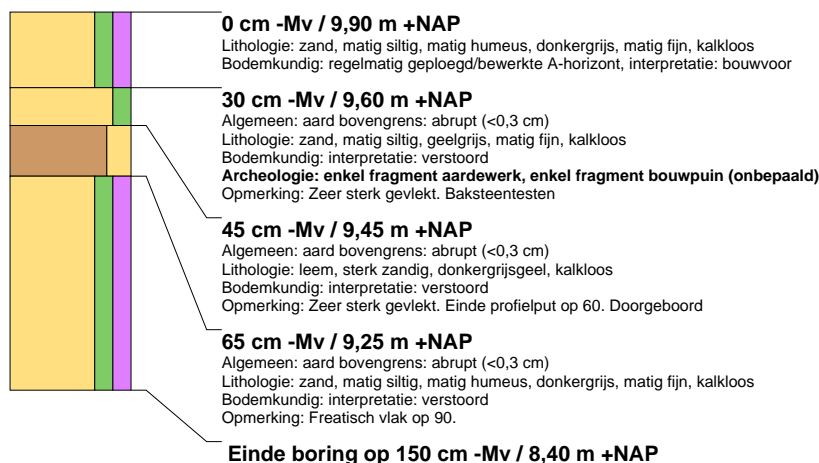 0 cm -Mv / 9,90 m +NAP
Lithologie: zand, matig siltig, matig humeus, donkergrijs, matig fijn, kalkloos
Bodemkundig: regelmatig geploegd/bewerkte A-horizont, interpretatie: bouwvoor
30 cm -Mv / 9,60 m +NAP
Algemeen: aard bovengrens: abrupt (<0,3 cm)
Lithologie: zand, matig siltig, geelgrijs, matig fijn, kalkloos
Bodemkundig: interpretatie: verstoord
Archeologie: enkel fragment aardewerk, enkel fragment bouwpuin (onbepaald)
Opmerking: Zeer sterk gevlekt. Baksteentesten
45 cm -Mv / 9,45 m +NAP
Algemeen: aard bovengrens: abrupt (<0,3 cm)
Lithologie: leem, sterk zandig, donkergrijsgeel, kalkloos
Bodemkundig: interpretatie: verstoord
Opmerking: Zeer sterk gevlekt. Einde profielput op 60. Doorgeboord
65 cm -Mv / 9,25 m +NAP
Algemeen: aard bovengrens: abrupt (<0,3 cm)
Lithologie: zand, matig siltig, matig humeus, donkergrijs, matig fijn, kalkloos
Bodemkundig: interpretatie: verstoord
Opmerking: Freatisch vlak op 90.
Einde boring op 150 cm -Mv / 8,40 m +NAP